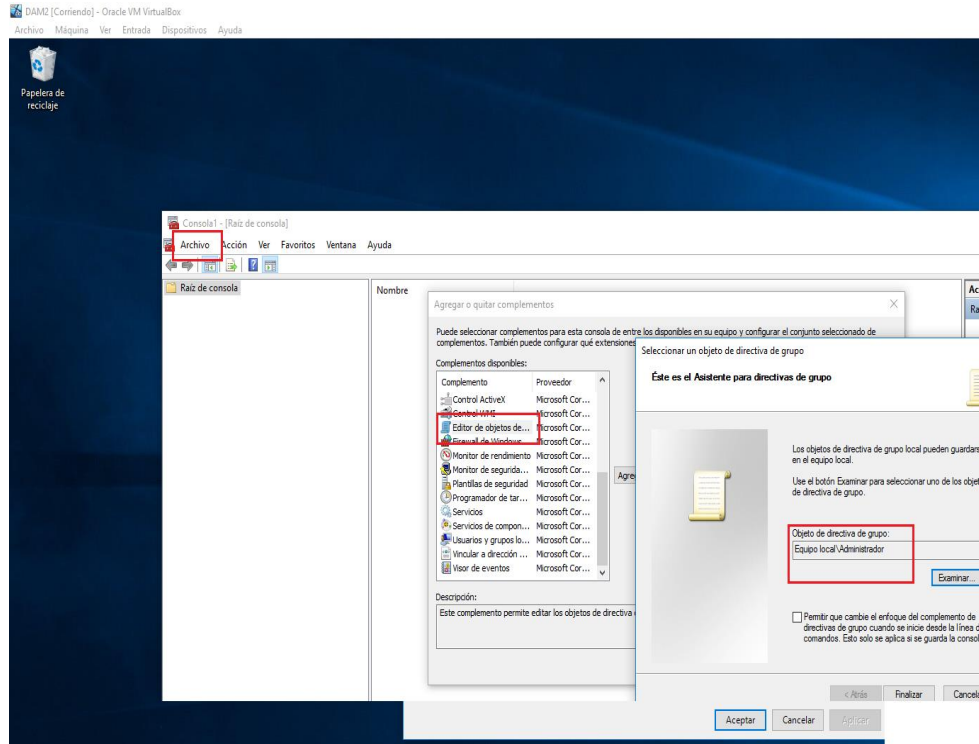 DAM2 [Corriendo] - Oracle VM VirtualBox
Archivo Máquina Ver Entrada Dispositivos Ayuda
Papelera de
reciclaje
Consola1 - [Raíz de consola]
Archivo Acción Ver Favoritos Ventana Ayuda
Raíz de consola
Nombre
Ac
Ra
Agregar o quitar complementos
Puede seleccionar complementos para esta consola de entre los disponibles en su equipo y configurar el conjunto seleccionado de
complementos. También puede configurar qué extensiones
Complementos disponibles:
Complemento Proveedor
Control ActiveX Microsoft Cor...
Control WMI Microsoft Cor...
Editor de objetos de... Microsoft Cor...
Firewall de Windows Microsoft Cor...
Monitor de rendimiento Microsoft Cor...
Monitor de segurida... Microsoft Cor...
Plantillas de seguridad Microsoft Cor...
Programador de tar... Microsoft Cor...
Servicios Microsoft Cor...
Servicios de compon... Microsoft Cor...
Usuarios y grupos lo... Microsoft Cor...
Vincular a dirección ... Microsoft Cor...
Visor de eventos Microsoft Cor...
Agre
Descripción:
Este complemento permite editar los objetos de directiva
Seleccionar un objeto de directiva de grupo
Éste es el Asistente para directivas de grupo
Los objetos de directiva de grupo local pueden guardars
en el equipo local.
Use el botón Examinar para seleccionar uno de los obje
de directiva de grupo.
Objeto de directiva de grupo:
Equipo local\Administrador
Examinar...
Permitir que cambie el enfoque del complemento de
directivas de grupo cuando se inicie desde la línea d
comandos. Esto solo se aplica si se guarda la consol
< Atrás Finalizar Cancela
Aceptar Cancelar Aplicar